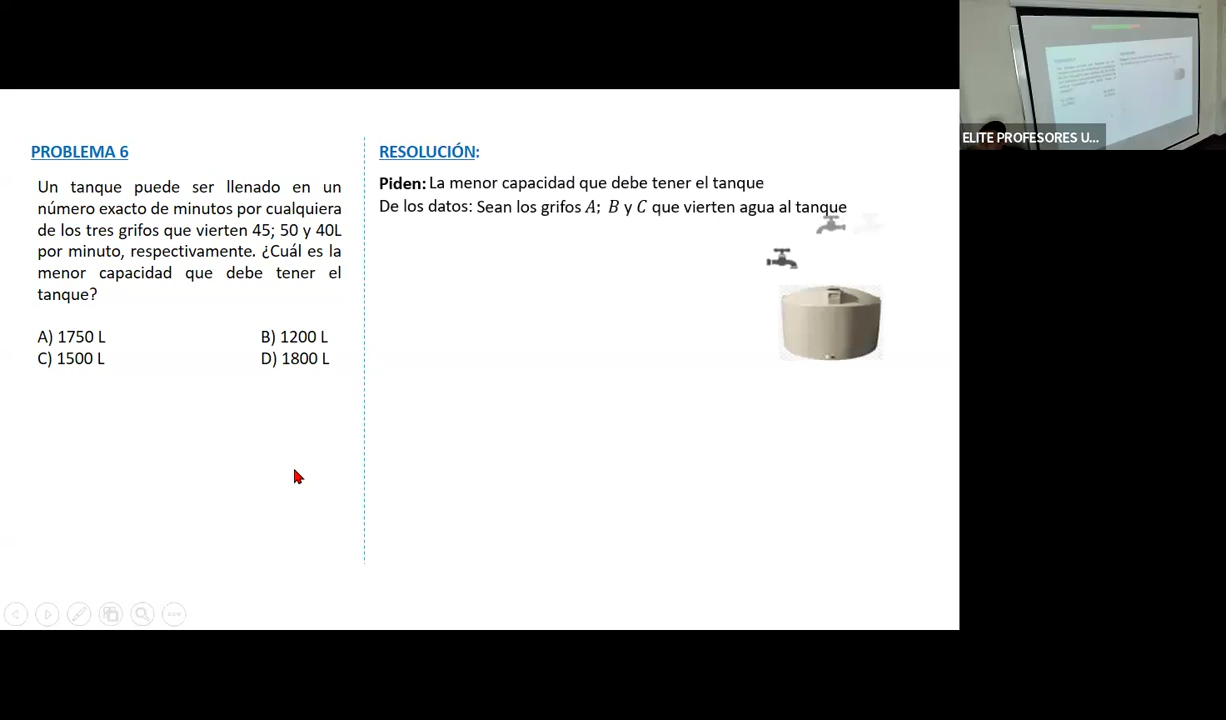 ELITE PROFESORES U...
PROBLEMA 6
Un tanque puede ser llenado en un
número exacto de minutos por cualquiera
de los tres grifos que vierten 45; 50 y 40L
por minuto, respectivamente. ¿Cuál es la
menor capacidad que debe tener el
tanque?
A) 1750 L
B) 1200 L
C) 1500 L
D) 1800 L
RESOLUCIÓN:
Piden: La menor capacidad que debe tener el tanque
De los datos: Sean los grifos A; B y C que vierten agua al tanque